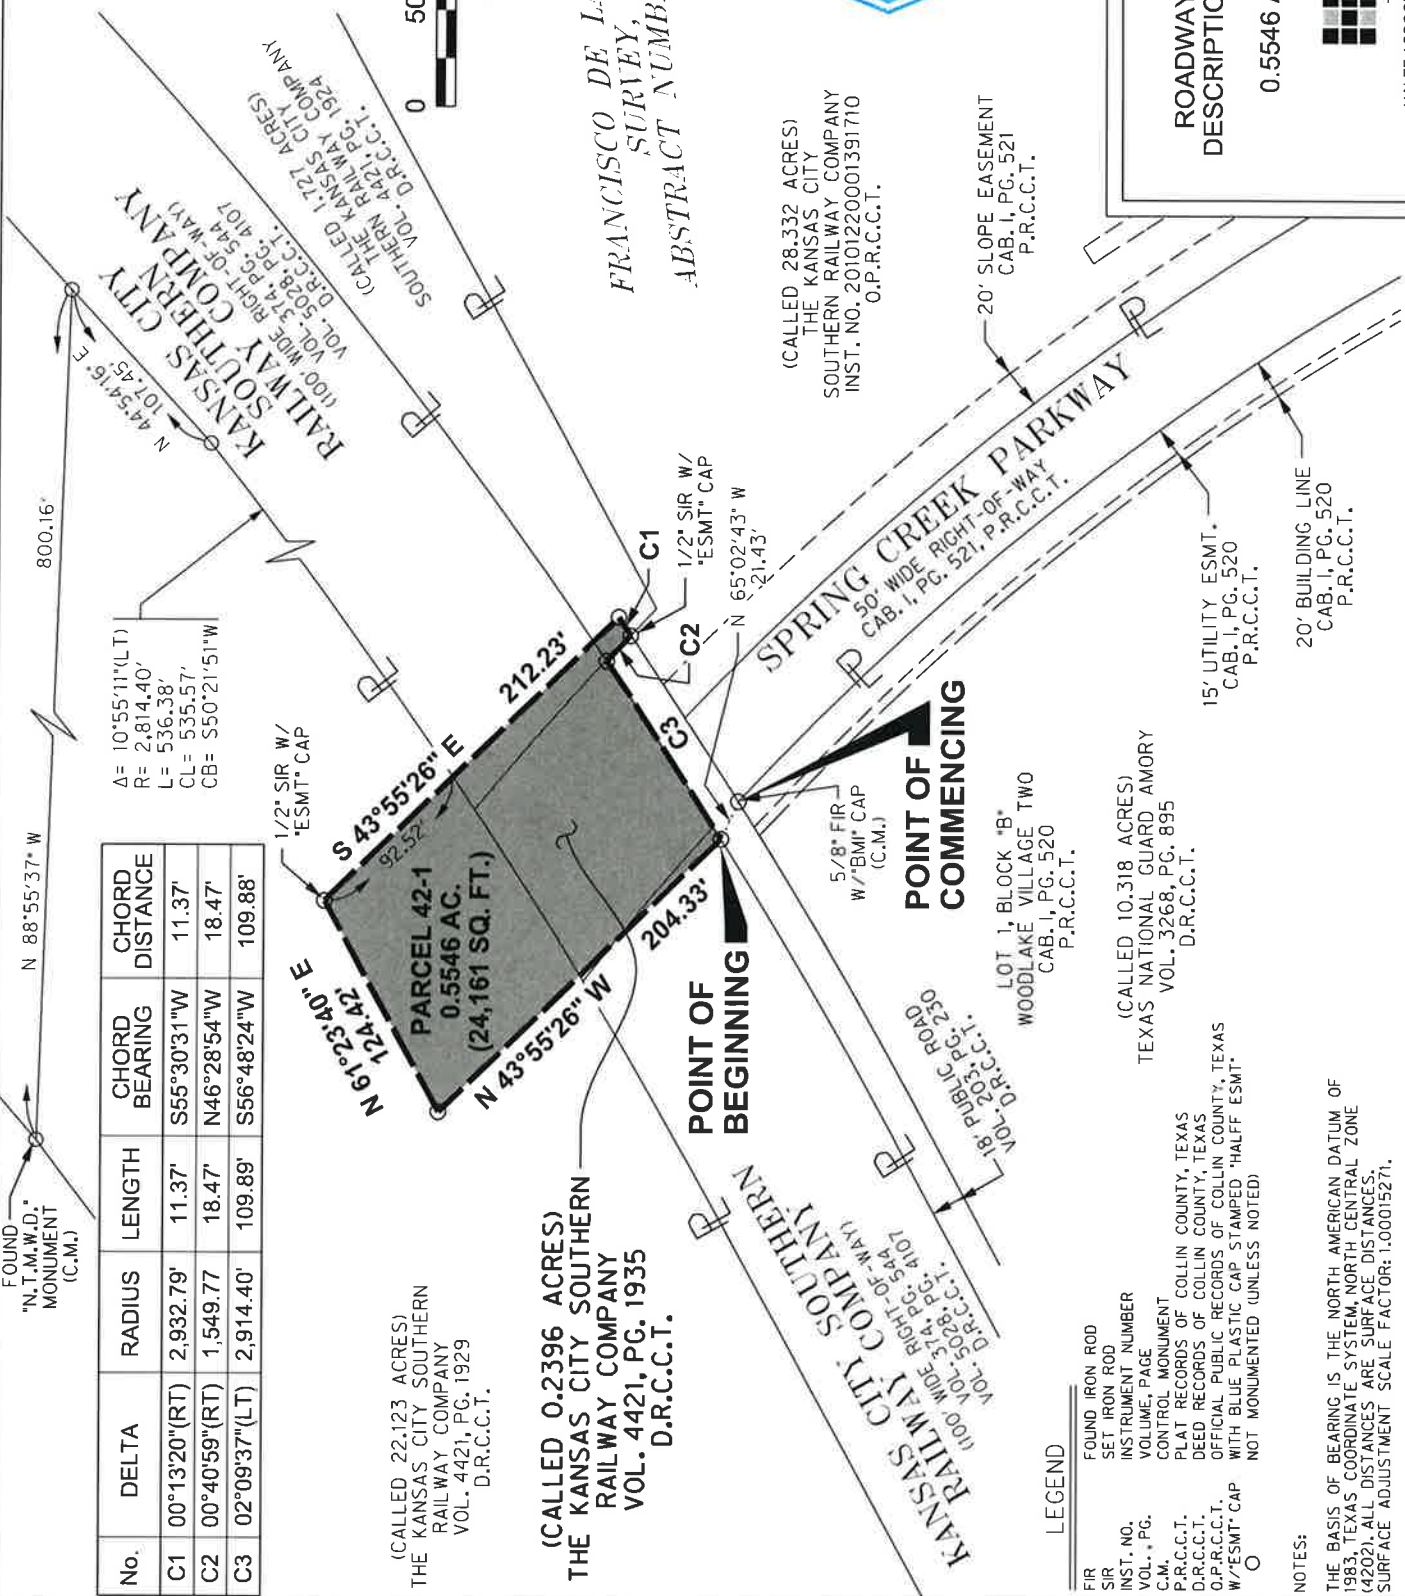 FOUND
"N.T.M.W.D."
MONUMENT
(C.M.)
N 88°55'37" W
800.16'
N 44°54'16" E
107.45'
No. DELTA RADIUS LENGTH CHORD BEARING CHORD DISTANCE
C1 00°13'20"(RT) 2,932.79' 11.37' S55°30'31"W 11.37'
C2 00°40'59"(RT) 1,549.77 18.47' N46°28'54"W 18.47'
C3 02°09'37"(LT) 2,914.40' 109.89' S56°48'24"W 109.88'
Δ= 10°55'11"(LT)
R= 2,814.40'
L= 536.38'
CL= 535.57'
CB= S50°21'51"W
KANSAS CITY
SOUTHERN
RAILWAY COMPANY
(100' WIDE RIGHT-OF-WAY)
VOL. 374, PG. 544
VOL. 5028, PG. 4107
D.R.C.C.T.
(CALLED 1.727 ACRES)
THE KANSAS CITY
SOUTHERN RAILWAY COMPANY
VOL. 4421, PG. 1924
D.R.C.C.T.
0 50
FRANCISCO DE
SURVEY,
ABSTRACT
1/2" SIR W/
"ESMT" CAP
S 43°55'26" E
212.23'
92.52'
N 61°23'40" E
124.42'
PARCEL 42-1
0.5546 AC.
(24,161 SQ. FT.)
N 43°55'26" W
204.33'
C1
C2
C3
1/2" SIR W/
"ESMT" CAP
N 65°02'43" W
21.43'
(CALLED 28.332 ACRES)
THE KANSAS CITY
SOUTHERN RAILWAY COMPANY
INST. NO. 20101220001391710
O.P.R.C.C.T.
20' SLOPE EASEMENT
CAB. I, PG. 521
P.R.C.C.T.
ROADWAY
0.5546
SPRING CREEK PARKWAY
50' WIDE RIGHT-OF-WAY
CAB. I, PG. 521, P.R.C.C.T.
(CALLED 22.123 ACRES)
THE KANSAS CITY SOUTHERN
RAILWAY COMPANY
VOL. 4421, PG. 1929
D.R.C.C.T.
(CALLED 0.2396 ACRES)
THE KANSAS CITY SOUTHERN
RAILWAY COMPANY
VOL. 4421, PG. 1935
D.R.C.C.T.
POINT OF
BEGINNING
5/8" FIR
W/"BMI" CAP
(C.M.)
POINT OF
COMMENCING
15' UTILITY ESMT.
CAB. I, PG. 520
P.R.C.C.T.
20' BUILDING LINE
CAB. I, PG. 520
P.R.C.C.T.
LOT 1, BLOCK "B"
WOODLAKE VILLAGE TWO
CAB. I, PG. 520
P.R.C.C.T.
(CALLED 10.318 ACRES)
TEXAS NATIONAL GUARD AMORY
VOL. 3268, PG. 895
D.R.C.C.T.
18' PUBLIC ROAD
VOL. 203, PG. 230
D.R.C.C.T.
KANSAS CITY SOUTHERN
RAILWAY COMPANY
(100' WIDE RIGHT-OF-WAY)
VOL. 374, PG. 544
VOL. 5028, PG. 4107
D.R.C.C.T.
LEGEND
FIR FOUND IRON ROD
SIR SET IRON ROD
INST. NO. INSTRUMENT NUMBER
VOL., PG. VOLUME, PAGE
C.M. CONTROL MONUMENT
P.R.C.C.T. PLAT RECORDS OF COLLIN COUNTY, TEXAS
D.R.C.C.T. DEED RECORDS OF COLLIN COUNTY, TEXAS
O.P.R.C.C.T. OFFICIAL PUBLIC RECORDS OF COLLIN COUNTY, TEXAS
W/"ESMT" CAP WITH BLUE PLASTIC CAP STAMPED "HALFF ESMT"
NOT MONUMENTED (UNLESS NOTED)
NOTES:
THE BASIS OF BEARING IS THE NORTH AMERICAN DATUM OF
1983, TEXAS COORDINATE SYSTEM, NORTH CENTRAL ZONE
(4202). ALL DISTANCES ARE SURFACE DISTANCES.
SURFACE ADJUSTMENT SCALE FACTOR: 1.00015271.